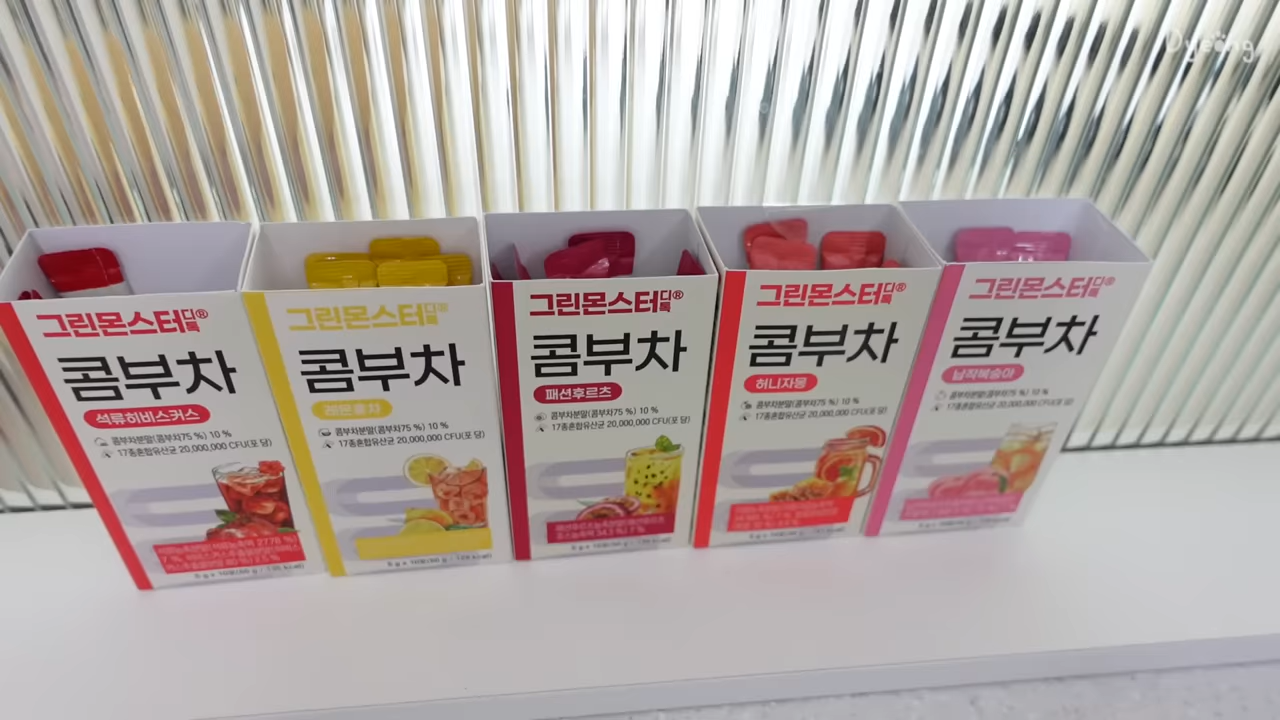 Dyeong
그린몬스터디톡®
콤부차
석류히비스커스
콤부차분말(콤부차75 %) 10 %
17종혼합유산균 20,000,000 CFU(포 당)
그린몬스터디톡®
콤부차
레몬홍차
콤부차분말(콤부차75 %) 10 %
17종혼합유산균 20,000,000 CFU(포 당)
그린몬스터디톡®
콤부차
패션후르츠
콤부차분말(콤부차75 %) 10 %
17종혼합유산균 20,000,000 CFU(포 당)
그린몬스터디톡®
콤부차
허니자몽
콤부차분말(콤부차75 %) 10 %
17종혼합유산균 20,000,000 CFU(포 당)
그린몬스터디톡®
콤부차
납작복숭아
콤부차분말(콤부차75 %) 10 %
17종혼합유산균 20,000,000 CFU(포 당)